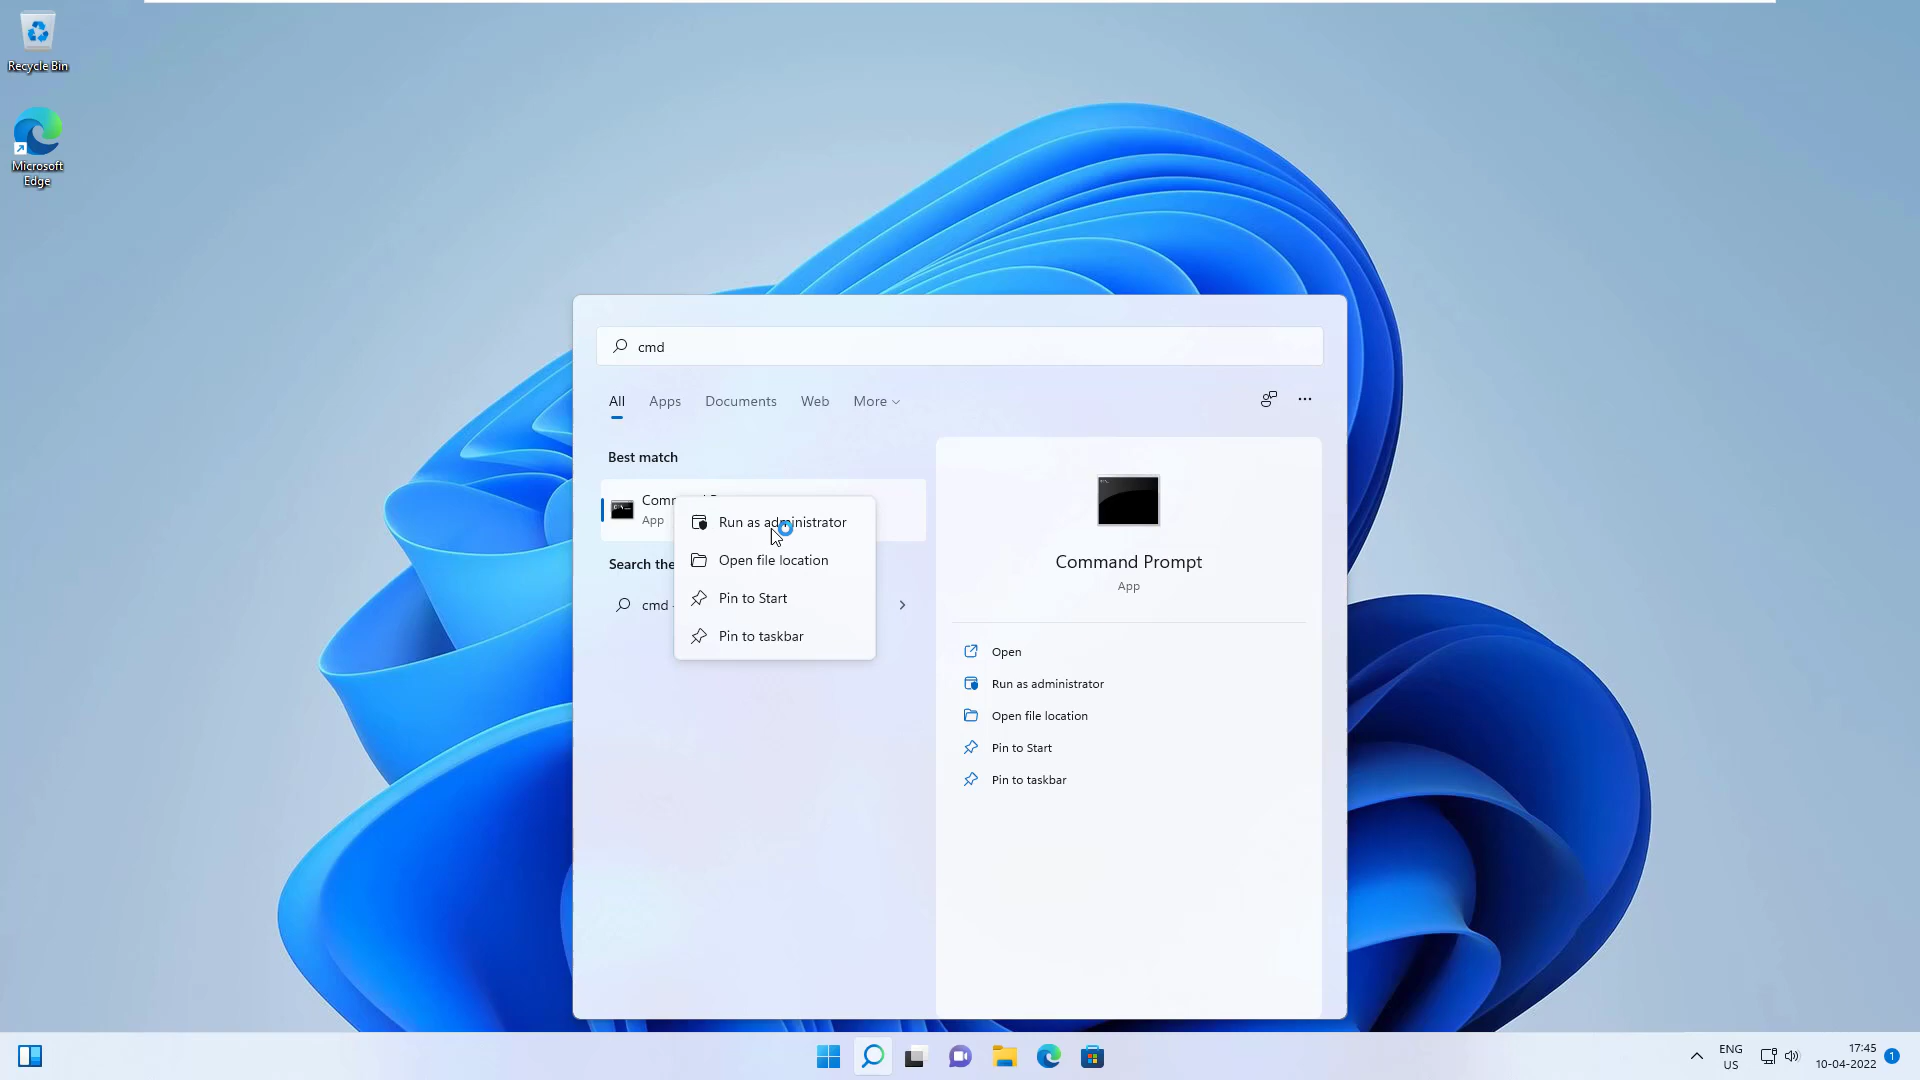 Recycle Bin
Microsoft
Edge
cmd
All Apps Documents Web More
Best match
App
Search the
cmd
Run as administrator
Open file location
Pin to Start
Pin to taskbar
Command Prompt
App
Open
Run as administrator
Open file location
Pin to Start
Pin to taskbar
ENG
US
17:45
10-04-2022
1